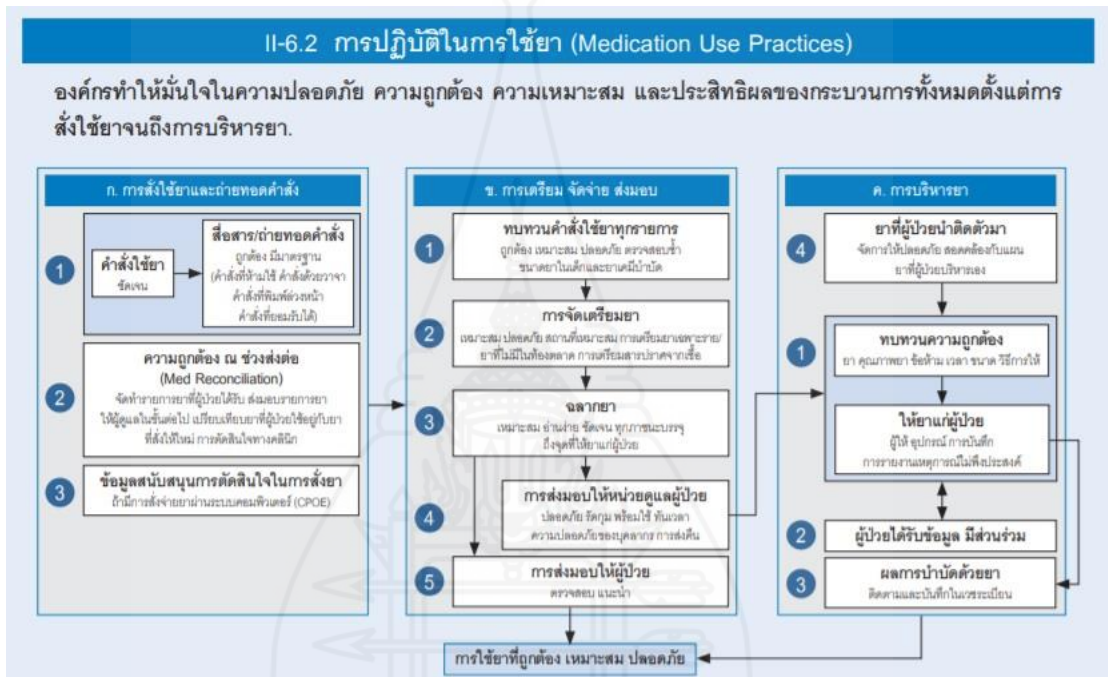 II-6.2 การปฏิบัติในการใช้ยา (Medication Use Practices)
องค์กรทำให้มั่นใจในความปลอดภัย ความถูกต้อง ความเหมาะสม และประสิทธิผลของกระบวนการทั้งหมดตั้งแต่การ
สั่งใช้ยาจนถึงการบริหารยา.
ก. การสั่งใช้ยาและถ่ายทอดคำสั่ง
1
คำสั่งใช้ยา
ชัดเจน
สื่อสาร/ถ่ายทอดคำสั่ง
ถูกต้อง มีมาตรฐาน
(คำสั่งที่ห้ามใช้ คำสั่งด้วยวาจา
คำสั่งที่พิมพ์ล่วงหน้า
คำสั่งที่ยอมรับได้)
2
ความถูกต้อง ณ ช่วงส่งต่อ
(Med Reconciliation)
จัดทำรายการยาที่ผู้ป่วยได้รับ ส่งมอบรายการยา
ให้ผู้ดูแลในขั้นต่อไป เปรียบเทียบยาที่ผู้ป่วยใช้อยู่กับยา
ที่สั่งให้ใหม่ การตัดสินใจทางคลินิก
3
ข้อมูลสนับสนุนการตัดสินใจในการสั่งยา
ถ้ามีการสั่งจ่ายยาผ่านระบบคอมพิวเตอร์ (CPOE)
ข. การเตรียม จัดจ่าย ส่งมอบ
1
ทบทวนคำสั่งใช้ยาทุกรายการ
ถูกต้อง เหมาะสม ปลอดภัย ตรวจสอบซ้ำ
ขนาดยาในเด็กและยาเคมีบำบัด
2
การจัดเตรียมยา
เหมาะสม ปลอดภัย สถานที่เหมาะสม การเตรียมยาเฉพาะราย/
ยาที่ไม่มีในท้องตลาด การเตรียมสารปราศจากเชื้อ
3
ฉลากยา
เหมาะสม อ่านง่าย ชัดเจน ทุกภาชนะบรรจุ
ถึงจุดที่ให้ยาแก่ผู้ป่วย
4
การส่งมอบให้หน่วยดูแลผู้ป่วย
ปลอดภัย รัดกุม พร้อมใช้ ทันเวลา
ความปลอดภัยของบุคลากร การส่งคืน
5
การส่งมอบให้ผู้ป่วย
ตรวจสอบ แนะนำ
ค. การบริหารยา
4
ยาที่ผู้ป่วยนำติดตัวมา
จัดการให้ปลอดภัย สอดคล้องกับแผน
ยาที่ผู้ป่วยบริหารเอง
1
ทบทวนความถูกต้อง
ยา คุณภาพยา ข้อห้าม เวลา ขนาด วิธีการให้
ให้ยาแก่ผู้ป่วย
ผู้ให้ อุปกรณ์ การบันทึก
การรายงานเหตุการณ์ไม่พึงประสงค์
2
ผู้ป่วยได้รับข้อมูล มีส่วนร่วม
3
ผลการบำบัดด้วยยา
ติดตามและบันทึกในเวชระเบียน
การใช้ยาที่ถูกต้อง เหมาะสม ปลอดภัย